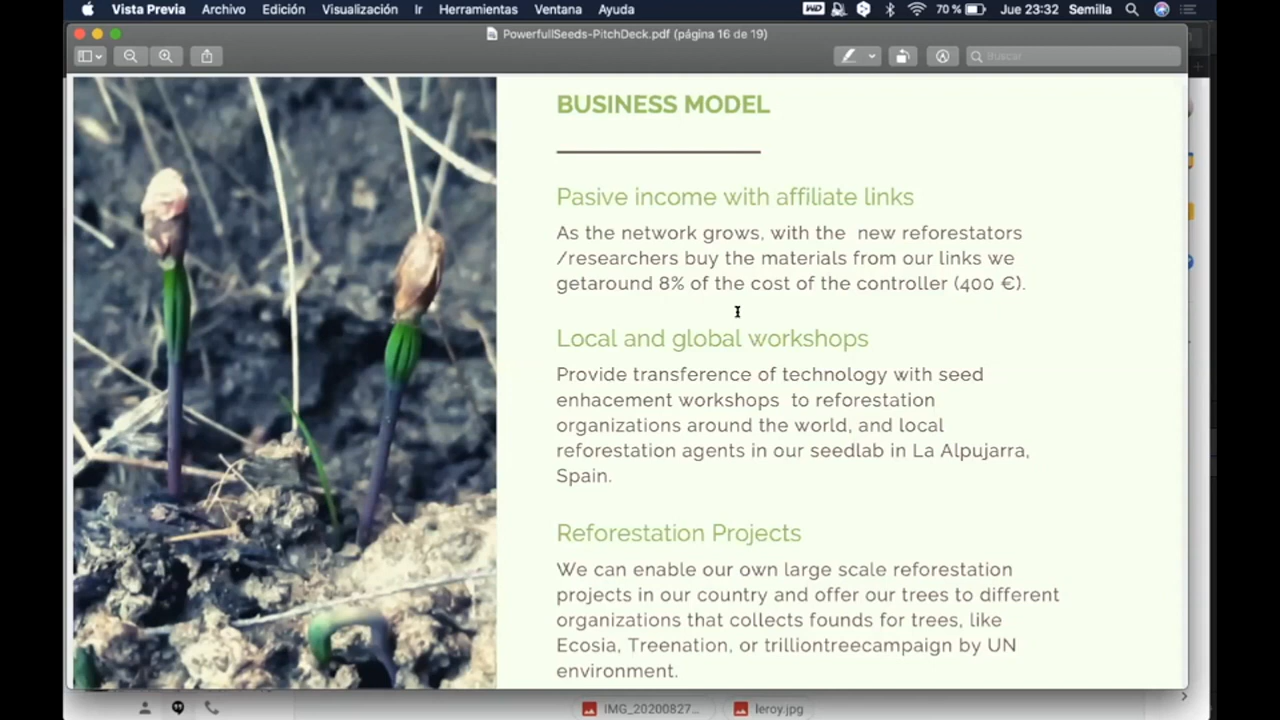 Vista Previa Archivo Edición Visualización Ir Herramientas Ventana Ayuda WD 70 % Jue 23:32 Semilla
PowerfullSeeds-PitchDeck.pdf (página 16 de 19)
Buscar
BUSINESS MODEL
Pasive income with affiliate links
As the network grows, with the new reforestators
/researchers buy the materials from our links we
getaround 8% of the cost of the controller (400 €).
Local and global workshops
Provide transference of technology with seed
enhacement workshops to reforestation
organizations around the world, and local
reforestation agents in our seedlab in La Alpujarra,
Spain.
Reforestation Projects
We can enable our own large scale reforestation
projects in our country and offer our trees to different
organizations that collects founds for trees, like
Ecosia, Treenation, or trilliontreecampaign by UN
environment.
IMG_20200827... leroy.jpg